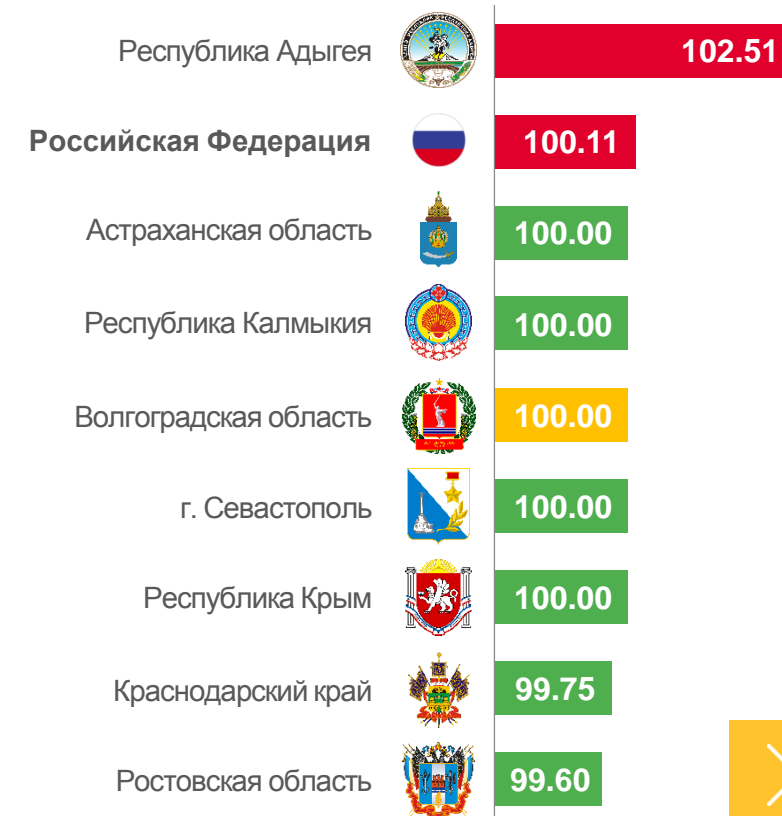 Республика Адыгея 102.51
Российская Федерация 100.11
Астраханская область 100.00
Республика Калмыкия 100.00
Волгоградская область 100.00
г. Севастополь 100.00
Республика Крым 100.00
Краснодарский край 99.75
Ростовская область 99.60